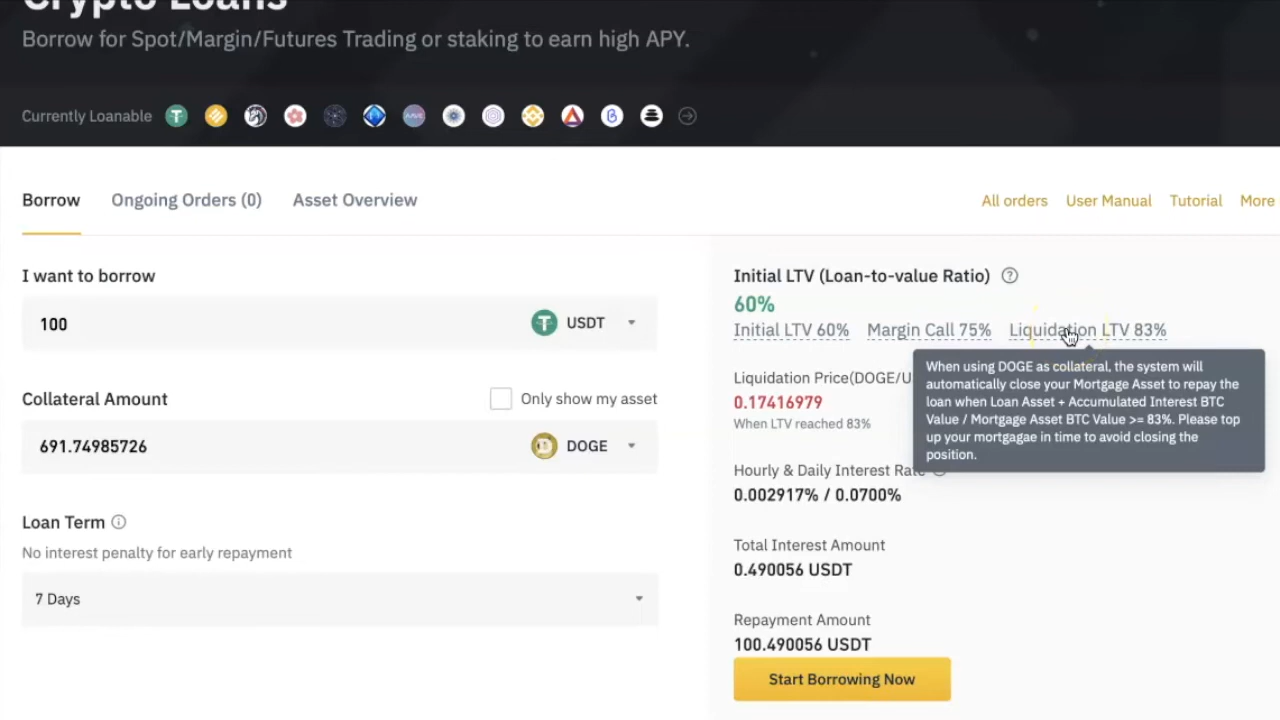 Crypto Loans
Borrow for Spot/Margin/Futures Trading or staking to earn high APY.
Currently Loanable
Borrow
Ongoing Orders (0)
Asset Overview
All orders
User Manual
Tutorial
More
I want to borrow
100
USDT
Collateral Amount
Only show my asset
691.74985726
DOGE
Loan Term
No interest penalty for early repayment
7 Days
Initial LTV (Loan-to-value Ratio)
60%
Initial LTV 60%
Margin Call 75%
Liquidation LTV 83%
When using DOGE as collateral, the system will
automatically close your Mortgage Asset to repay the
loan when Loan Asset + Accumulated Interest BTC
Value / Mortgage Asset BTC Value >= 83%. Please top
up your mortgagae in time to avoid closing the
position.
Liquidation Price(DOGE/U
0.17416979
When LTV reached 83%
Hourly & Daily Interest Rate
0.002917% / 0.0700%
Total Interest Amount
0.490056 USDT
Repayment Amount
100.490056 USDT
Start Borrowing Now